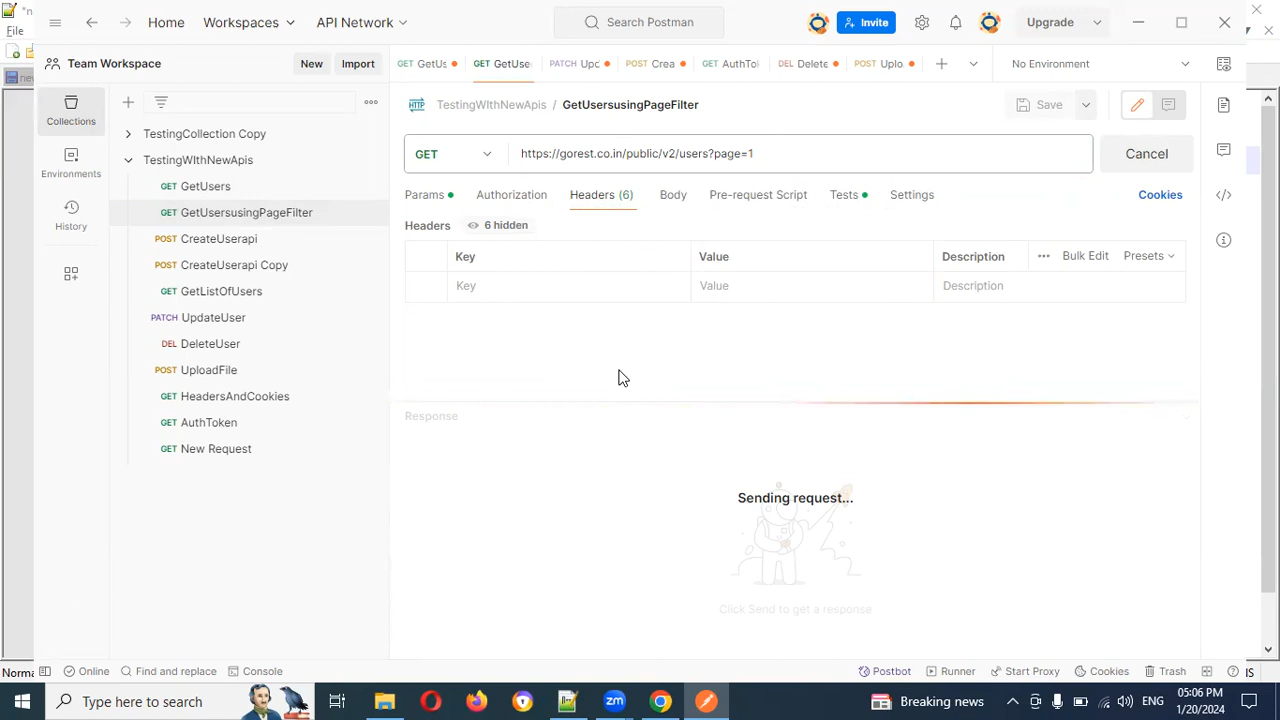 Home Workspaces API Network Search Postman Invite Upgrade
File
Team Workspace New Import GetUs GET GetUse PATCH Upd POST Crea GET AuthTo DEL Delete POST Uplo. No Environment
Collections
Environments
History
TestingCollection Copy
TestingWIthNewApis
GET GetUsers
GET GetUsersusingPageFilter
POST CreateUserapi
POST CreateUserapi Copy
GET GetListOfUsers
PATCH UpdateUser
DEL DeleteUser
POST UploadFile
GET HeadersAndCookies
GET AuthToken
GET New Request
HTTP TestingWIthNewApis / GetUsersusingPageFilter Save
GET https://gorest.co.in/public/v2/users?page=1 Cancel
Params Authorization Headers (6) Body Pre-request Script Tests Settings Cookies
Headers 6 hidden
Key Value Description Bulk Edit Presets
Key Value Description
Response
Sending request...
Click Send to get a response
Online Find and replace Console Postbot Runner Start Proxy Cookies Trash
Type here to search Breaking news ENG 05:06 PM
1/20/2024